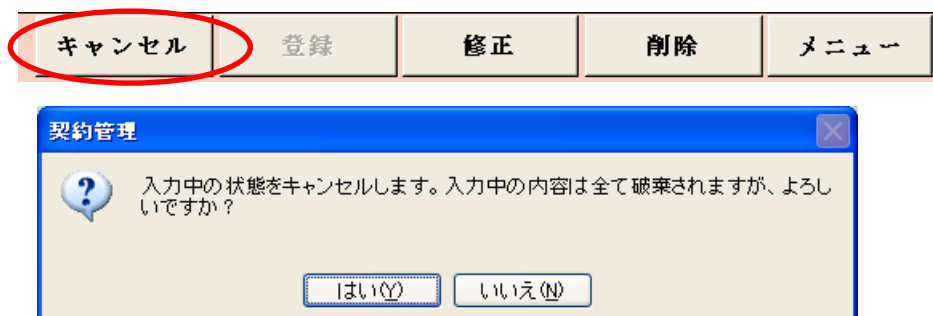 キャンセル 登録 修正 削除 メニュー
契約管理
入力中の状態をキャンセルします。入力中の内容は全て破棄されますが、よろし
いですか?
はい(Y) いいえ(N)